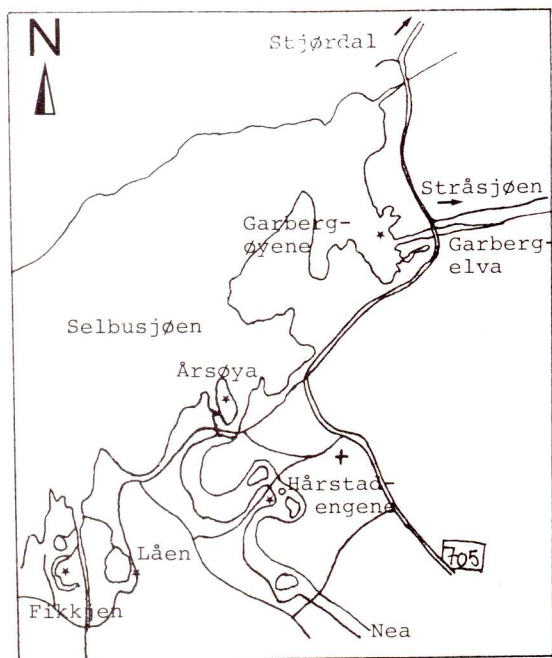 N
Stjørdal
Stråsjøen
Garberg-
øyene
Garberg-
elva
Selbusjøen
Årsøya
Hårstad-
engene
705
Låen
Fikkjen
Nea